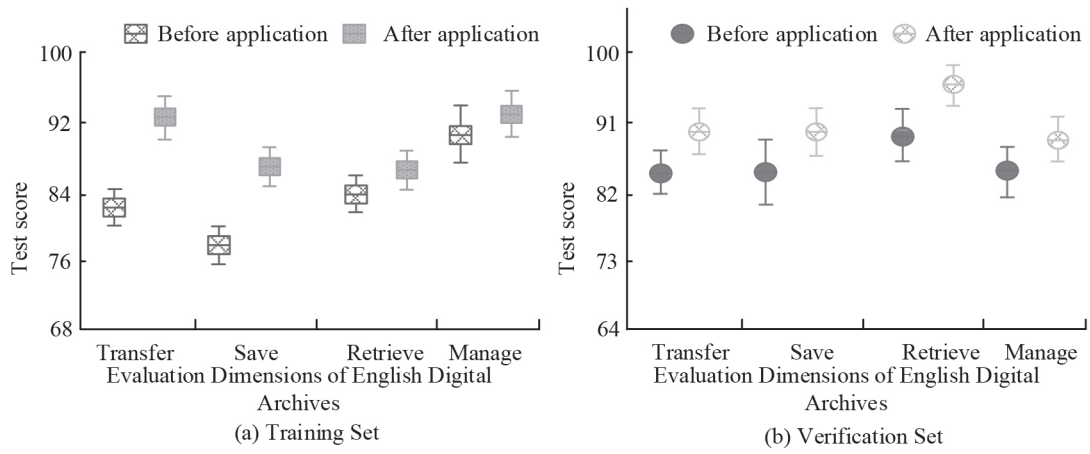 Before application After application
100
92
84
76
68
Test score
Transfer Save Retrieve Manage
Evaluation Dimensions of English Digital
Archives
(a) Training Set
Before application After application
100
91
82
73
64
Test score
Transfer Save Retrieve Manage
Evaluation Dimensions of English Digital
Archives
(b) Verification Set